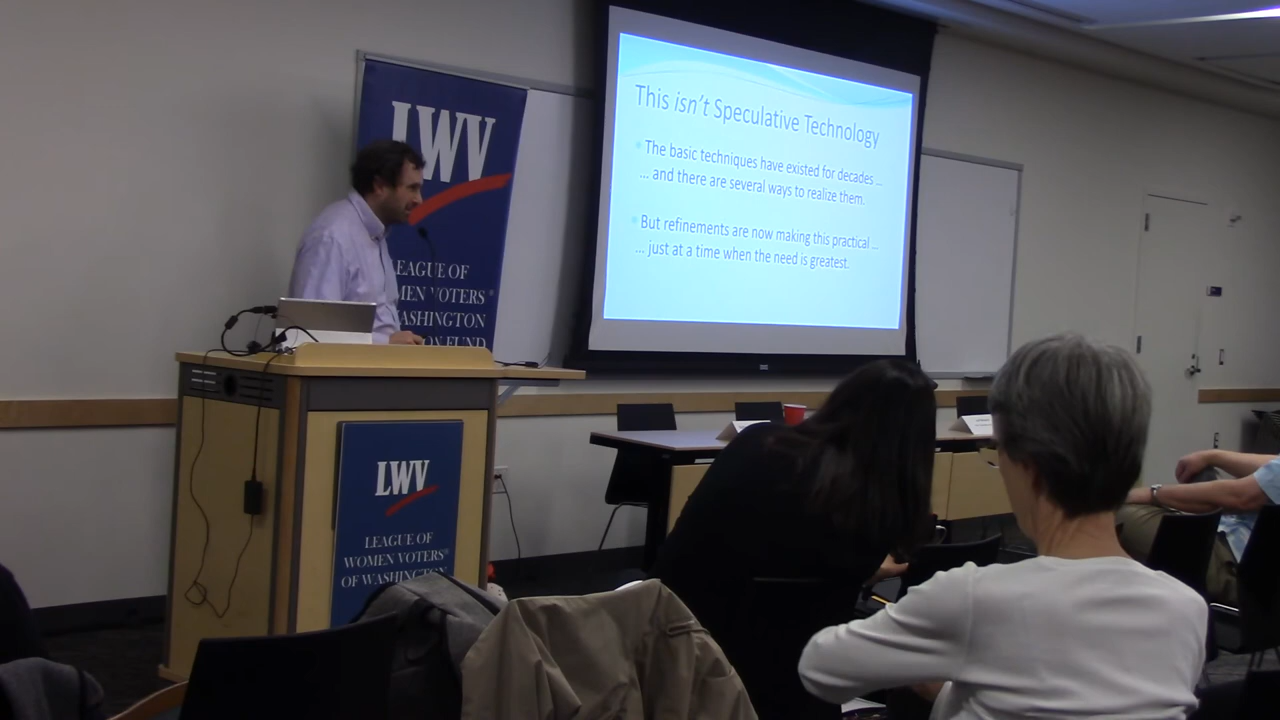 LWV
LEAGUE OF
WOMEN VOTERS®
WASHINGTON
FUND
This isn't Speculative Technology
The basic techniques have existed for decades ...
... and there are several ways to realize them.
But refinements are now making this practical ...
... just at a time when the need is greatest.
LWV
LEAGUE OF
WOMEN VOTERS®
OF WASHINGTON